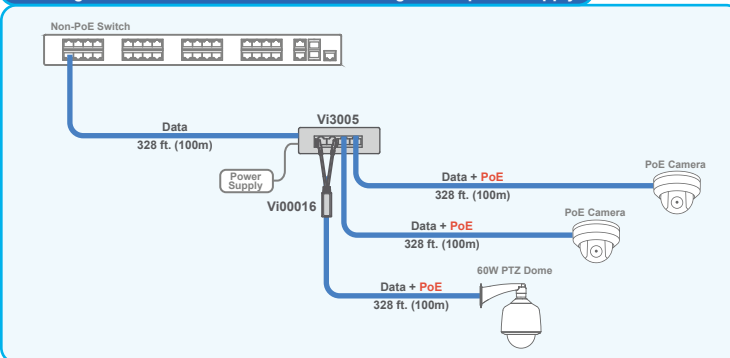 Non-PoE Switch
Data
328 ft. (100m)
Vi3005
Power
Supply
Vi00016
PoE Camera
Data + PoE
328 ft. (100m)
PoE Camera
Data + PoE
328 ft. (100m)
60W PTZ Dome
Data + PoE
328 ft. (100m)